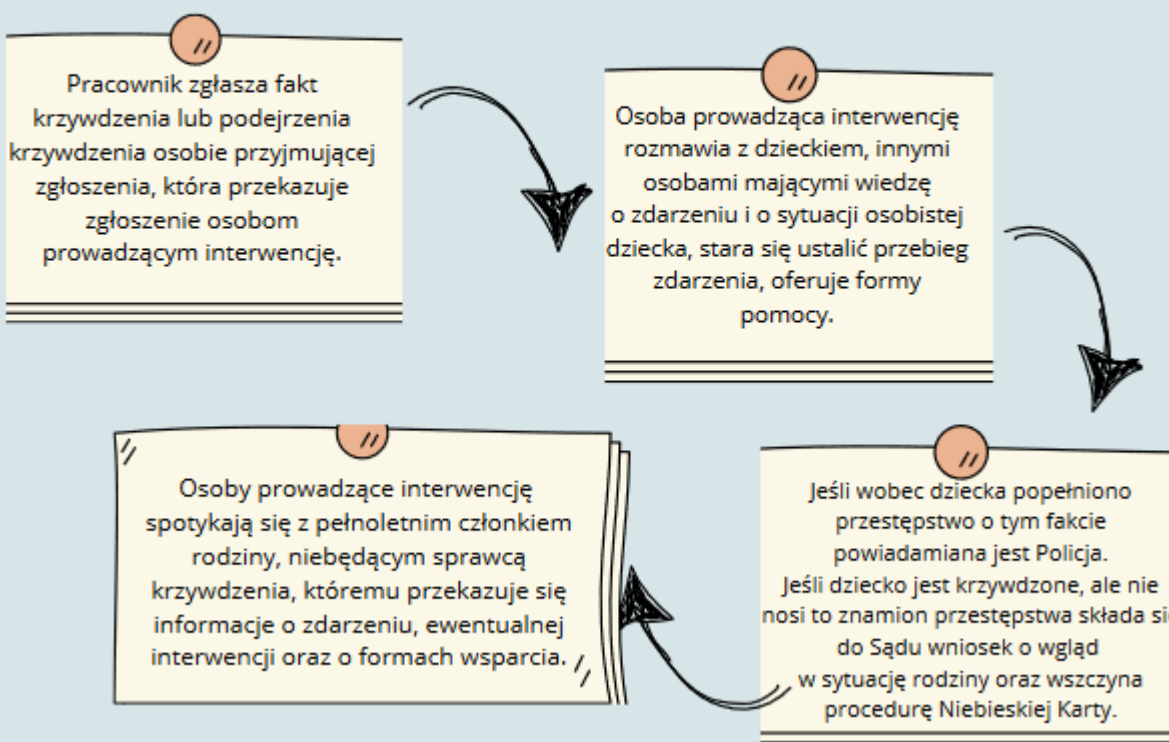 Pracownik zgłasza fakt
krzywdzenia lub podejrzenia
krzywdzenia osobie przyjmującej
zgłoszenia, która przekazuje
zgłoszenie osobom
prowadzącym interwencję.
Osoba prowadząca interwencję
rozmawia z dzieckiem, innymi
osobami mającymi wiedzę
o zdarzeniu i o sytuacji osobistej
dziecka, stara się ustalić przebieg
zdarzenia, oferuje formy
pomocy.
Jeśli wobec dziecka popełniono
przestępstwo o tym fakcie
powiadamiana jest Policja.
Jeśli dziecko jest krzywdzone, ale nie
nosi to znamion przestępstwa składa się
do Sądu wniosek o wgląd
w sytuację rodziny oraz wszczyna
procedurę Niebieskiej Karty.
Osoby prowadzące interwencję
spotykają się z pełnoletnim członkiem
rodziny, niebędącym sprawcą
krzywdzenia, któremu przekazuje się
informacje o zdarzeniu, ewentualnej
interwencji oraz o formach wsparcia.